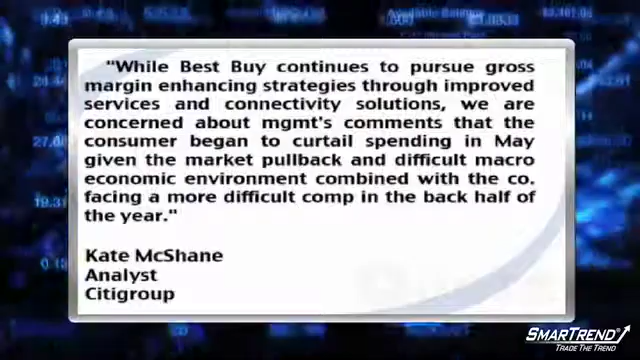 "While Best Buy continues to pursue gross
margin enhancing strategies through improved
services and connectivity solutions, we are
concerned about mgmt's comments that the
consumer began to curtail spending in May
given the market pullback and difficult macro
economic environment combined with the co.
facing a more difficult comp in the back half of
the year."
Kate McShane
Analyst
Citigroup
SMARTREND®
TRADE THE TREND